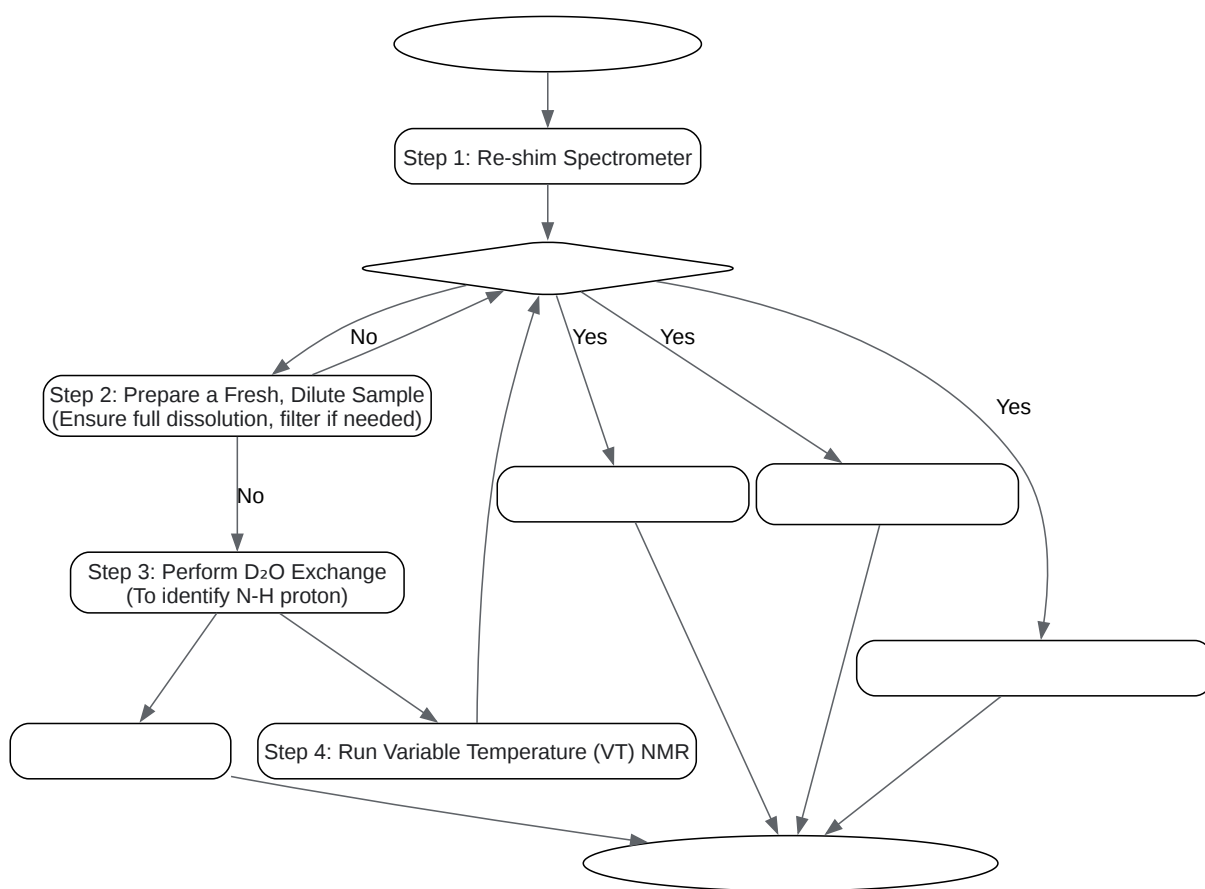 Step 1: Re-shim Spectrometer
No
Yes
Yes
Step 2: Prepare a Fresh, Dilute Sample
(Ensure full dissolution, filter if needed)
Yes
No
Step 3: Perform D₂O Exchange
(To identify N-H proton)
Step 4: Run Variable Temperature (VT) NMR